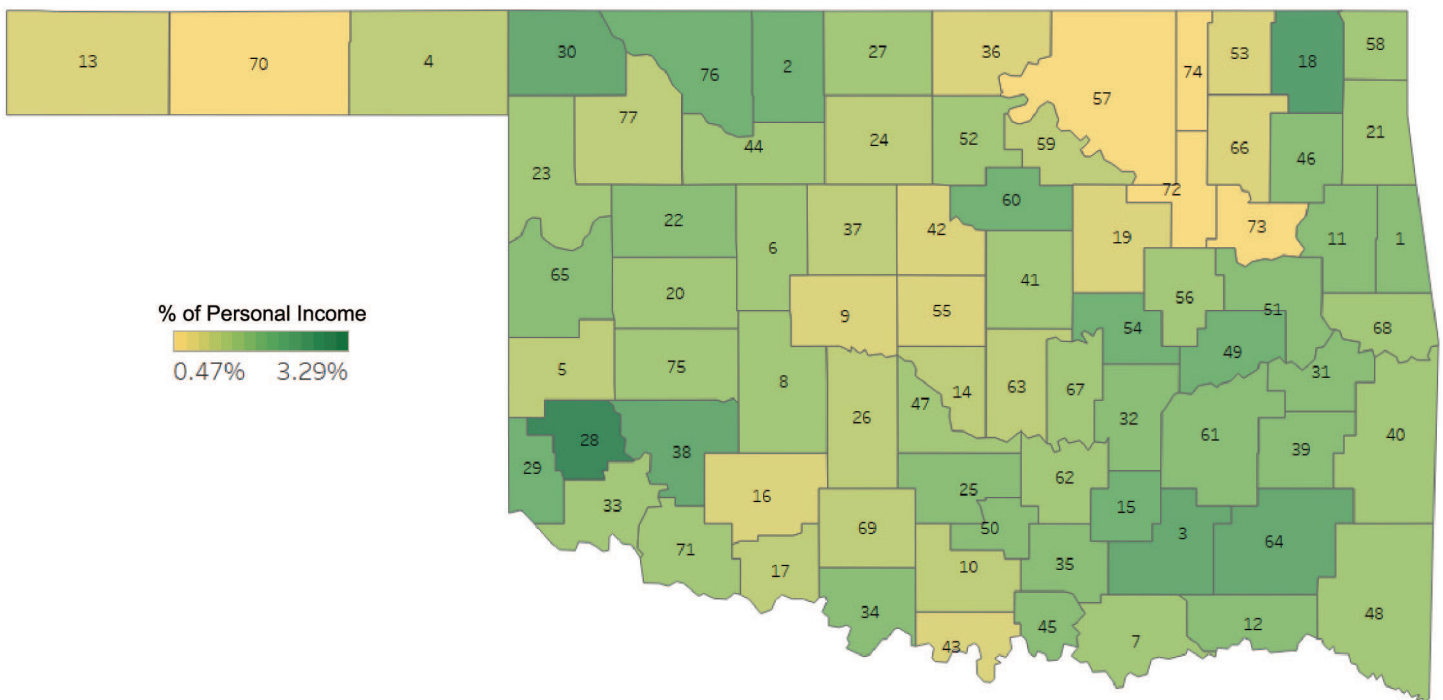 13 70 4 30 76 2 27 36 57 74 53 18 58
77 44 24 52 59 66 46 21
23 22 6 37 42 60 19 72 73 11 1
65 20 9 55 41 56 51 68
% of Personal Income
0.47% 3.29%
5 75 8 26 47 14 63 67 54 49 31
29 28 38 16 25 62 32 61 39 40
33 71 17 69 50 10 35 15 3 64
34 43 45 7 12 48